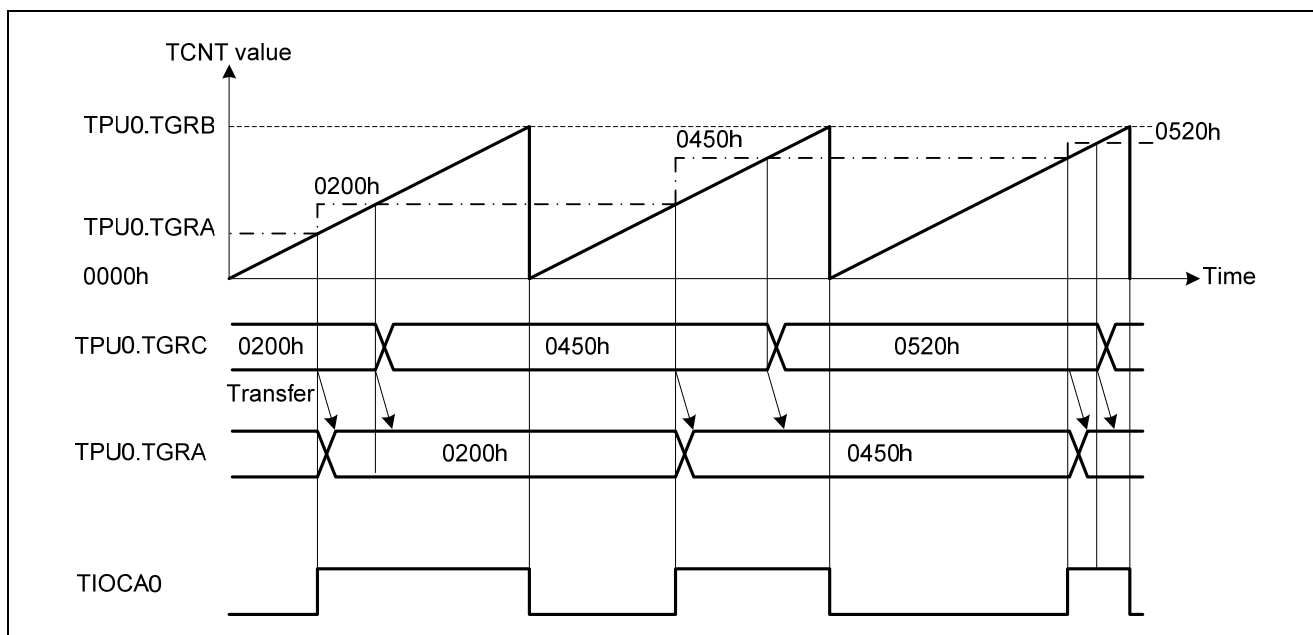 TCNT value
TPU0.TGRB
0450h
0520h
0200h
TPU0.TGRA
0000h
Time
TPU0.TGRC
0200h
0450h
0520h
Transfer
TPU0.TGRA
0200h
0450h
TIOCA0